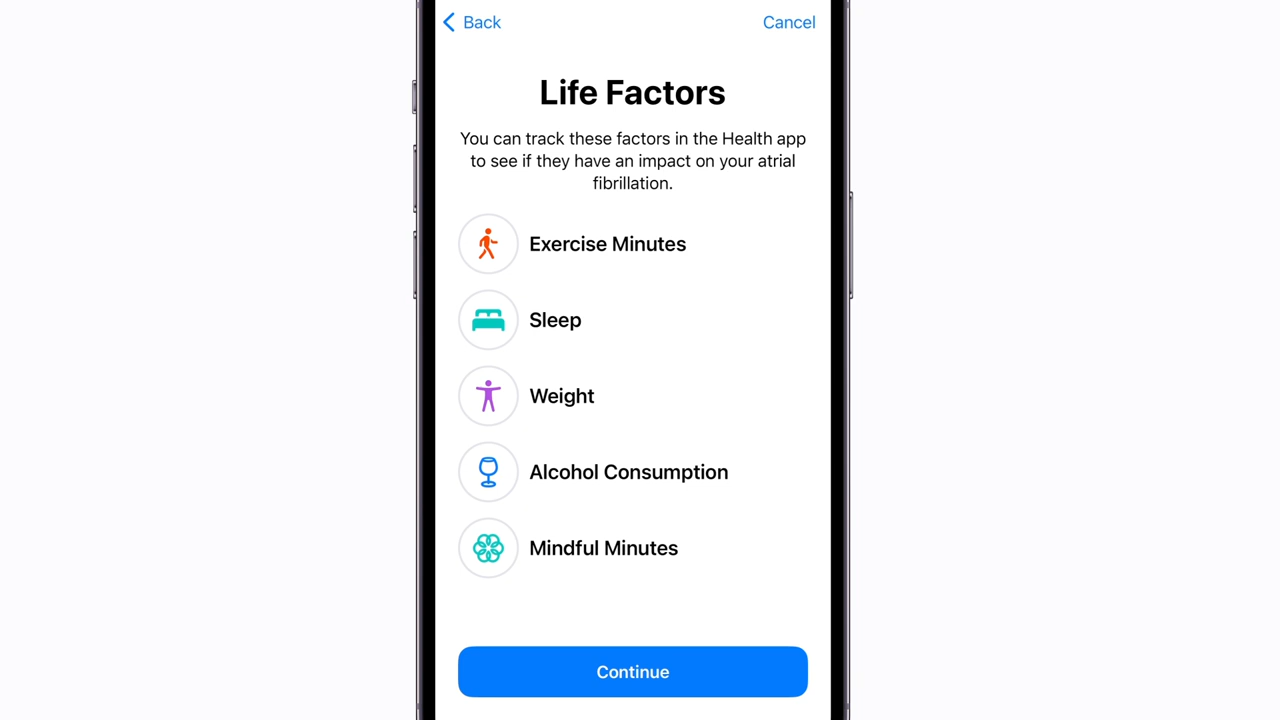 Back
Cancel
Life Factors
You can track these factors in the Health app
to see if they have an impact on your atrial
fibrillation.
Exercise Minutes
Sleep
Weight
Alcohol Consumption
Mindful Minutes
Continue